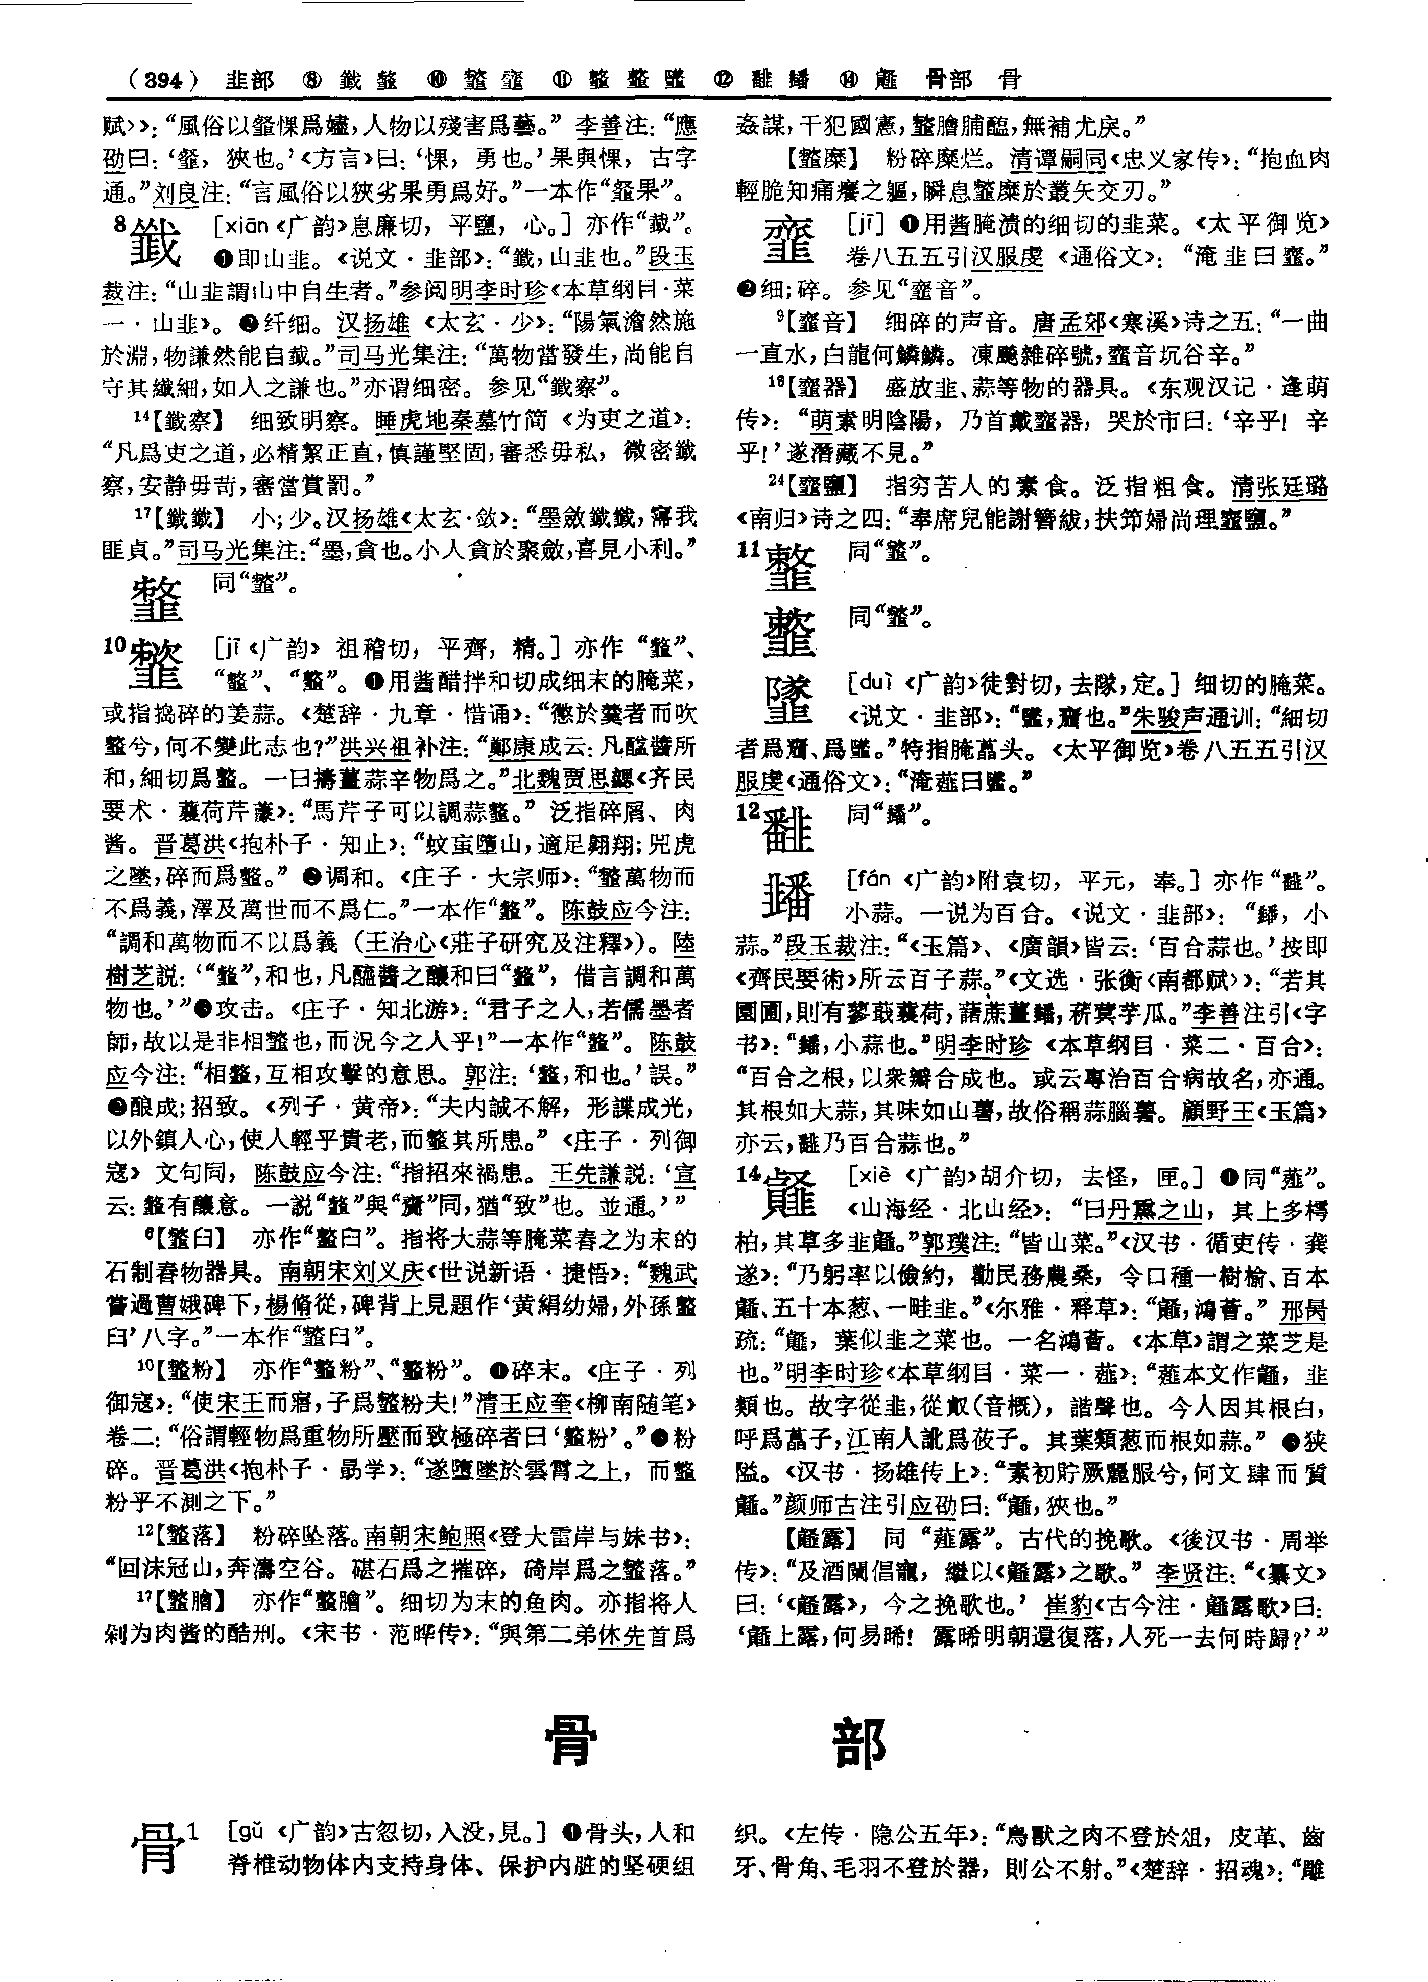 (394) 韭部 ⑧ 韱 ⑩ ⑪ ⑫ ⑭ 骨部 骨
赋〉》：“風俗以韰惈爲嫿，人物以殘害爲藝。”李善注：“應
劭曰：‘韰，狹也。’《方言》曰：‘惈，勇也。’果與惈，古字
通。”刘良注：“言風俗以狹劣果勇爲好。”一本作“韰果”。
8韱 [xiān《广韵》息廉切，平鹽，心。] 亦作“韯”。
❶即山韭。《说文·韭部》：“韱，山韭也。”段玉
裁注：“山韭謂山中自生者。”参阅明李时珍《本草纲目·菜
一·山韭》。❷纤细。汉扬雄《太玄·少》：“陽氣澹然施
於淵，物謙然能自韱。”司马光集注：“萬物當發生，尚能自
守其纖細，如人之謙也。”亦谓细密。参见“韱察”。
14【韱察】 细致明察。睡虎地秦墓竹简《为吏之道》：
“凡爲吏之道，必精絜正直，慎謹堅固，審悉毋私，微密韱
察，安静毋苛，審當賞罰。”
17【韱韱】 小；少。汉扬雄《太玄·敛》：“墨斂韱韱，寖我
匪貞。”司马光集注：“墨，貪也。小人貪於聚斂，喜見小利。”
同“韲”。
10 [jī《广韵》祖稽切，平齊，精。] 亦作
❶用酱醋拌和切成细末的腌菜，
或指捣碎的姜蒜。《楚辞·九章·惜诵》：“懲於羹者而吹
韲兮，何不變此志也？”洪兴祖补注：“鄭康成云：凡醯醬所
和，細切爲韲。一曰擣薑蒜辛物爲之。”北魏贾思勰《齐民
要术·蘘荷芹䕆》：“馬芹子可以調蒜韲。”泛指碎屑、肉
酱。晋葛洪《抱朴子·知止》：“蚊䖟墮山，適足翱翔；兕虎
之墜，碎而爲韲。”❷调和。《庄子·大宗师》：“韲萬物而
不爲義，澤及萬世而不爲仁。”一本作“韲”。陈鼓应今注：
“調和萬物而不以爲義（王治心《莊子研究及注釋》）。陸
樹芝説：‘“韲”，和也，凡醯醬之釀和曰“韲”，借言調和萬
物也。’”❸攻击。《庄子·知北游》：“君子之人，若儒墨者
師，故以是非相韲也，而況今之人乎！”一本作“韲”。陈鼓
应今注：“相韲，互相攻擊的意思。郭注：‘韲，和也。’誤。”
❹酿成；招致。《列子·黄帝》：“夫内誠不解，形諜成光，
以外鎮人心，使人輕乎貴老，而韲其所患。”《庄子·列御
寇》文句同，陈鼓应今注：“指招來禍患。王先謙説：‘宣
云：韲有釀意。一説“韲”與“齎”同，猶“致”也。並通。’”
6【韲臼】 亦作“韲臼”。指将大蒜等腌菜舂之为末的
石制舂物器具。南朝宋刘义庆《世说新语·捷悟》：“魏武
嘗過曹娥碑下，楊脩從，碑背上見題作‘黄絹幼婦，外孫韲
臼’八字。”一本作“韲臼”。
10【韲粉】 亦作“韲粉”、“韲粉”。❶碎末。《庄子·列
御寇》：“使宋王而寤，子爲韲粉夫！”清王应奎《柳南随笔》
卷二：“俗謂輕物爲重物所壓而致極碎者曰‘韲粉’。”❷粉
碎。晋葛洪《抱朴子·勗学》：“遂墮墜於雲霄之上，而韲
粉乎不測之下。”
12【韲落】 粉碎坠落。南朝宋鲍照《登大雷岸与妹书》：
“回沫冠山，奔濤空谷。碪石爲之摧碎，碕岸爲之韲落。”
17【韲膾】 亦作“韲膾”。细切为末的鱼肉。亦指将人
剁为肉酱的酷刑。《宋书·范晔传》：“與第二弟休先首爲
姦謀，干犯國憲，韲膾脯醢，無補尤戾。”
【韲糜】 粉碎糜烂。清谭嗣同《忠义家传》：“抱血肉
輕脆知痛癢之軀，瞬息韲糜於叢矢交刃。”
[jī] ❶用酱腌渍的细切的韭菜。《太平御览》
卷八五五引汉服虔《通俗文》：“淹韭曰韲。”
❷细；碎。参见“韲音”。
9【韲音】 细碎的声音。唐孟郊《寒溪》诗之五：“一曲
一直水，白龍何鱗鱗。凍飈雜碎號，韲音坑谷辛。”
16【韲器】 盛放韭、蒜等物的器具。《东观汉记·逢萌
传》：“萌素明陰陽，乃首戴韲器，哭於市曰：‘辛乎！辛
乎！’遂潛藏不見。”
24【韲鹽】 指穷苦人的素食。泛指粗食。清张廷璐
《南归》诗之四：“奉席兒能謝簪紱，扶筇婦尚理韲鹽。”
11 同“韲”。
同“韲”。
[duì《广韵》徒對切，去隊，定。] 细切的腌菜。
《说文·韭部》：“䪤，齏也。”朱骏声通训：“細切
者爲齏、爲䪤。”特指腌藠头。《太平御览》卷八五五引汉
服虔《通俗文》：“淹薤曰䪤。”
12 同“䪛”。
䪛 [fán《广韵》附袁切，平元，奉。] 亦作
小蒜。一说为百合。《说文·韭部》：“䪛，小
蒜。”段玉裁注：“《玉篇》、《廣韻》皆云：‘百合蒜也。’按即
《齊民要術》所云百子蒜。”《文选·张衡〈南都赋〉》：“若其
園圃，則有蓼蕺蘘荷，藷蔗薑䪛，菥蓂芋瓜。”李善注引《字
书》：“䪛，小蒜也。”明李时珍《本草纲目·菜二·百合》：
“百合之根，以衆瓣合成也。或云專治百合病故名，亦通。
其根如大蒜，其味如山薯，故俗稱蒜腦薯。顧野王《玉篇》
亦云，䪛乃百合蒜也。”
14䪥 [xiè《广韵》胡介切，去怪，匣。] ❶同“薤”。
《山海经·北山经》：“曰丹熏之山，其上多樗
柏，其草多韭䪥。”郭璞注：“皆山菜。”《汉书·循吏传·龚
遂》：“乃躬率以儉約，勸民務農桑，令口種一樹榆、百本
䪥、五十本葱、一畦韭。”《尔雅·释草》：“䪥，鴻薈。”邢昺
疏：“䪥，葉似韭之菜也。一名鴻薈。《本草》謂之菜芝是
也。”明李时珍《本草纲目·菜一·薤》：“薤本文作䪥，韭
類也。故字從韭，從㕡（音概），諧聲也。今人因其根白，
呼爲藠子，江南人訛爲莜子。其葉類葱而根如蒜。”❷狭
隘。《汉书·扬雄传上》：“素初貯厥麗服兮，何文肆而質
䪥。”颜师古注引应劭曰：“䪥，狹也。”
【䪥露】 同“薤露”。古代的挽歌。《後汉书·周举
传》：“及酒闌倡罷，繼以《䪥露》之歌。”李贤注：“《纂文》
曰：‘《䪥露》，今之挽歌也。’崔豹《古今注·䪥露歌》曰：
‘䪥上露，何易晞！露晞明朝還復落，人死一去何時歸？’”
骨 部
骨1 [gǔ《广韵》古忽切，入没，見。] ❶骨头，人和
脊椎动物体内支持身体、保护内脏的坚硬组
织。《左传·隐公五年》：“鳥獸之肉不登於俎，皮革、齒
牙、骨角、毛羽不登於器，則公不射。”《楚辞·招魂》：“雕